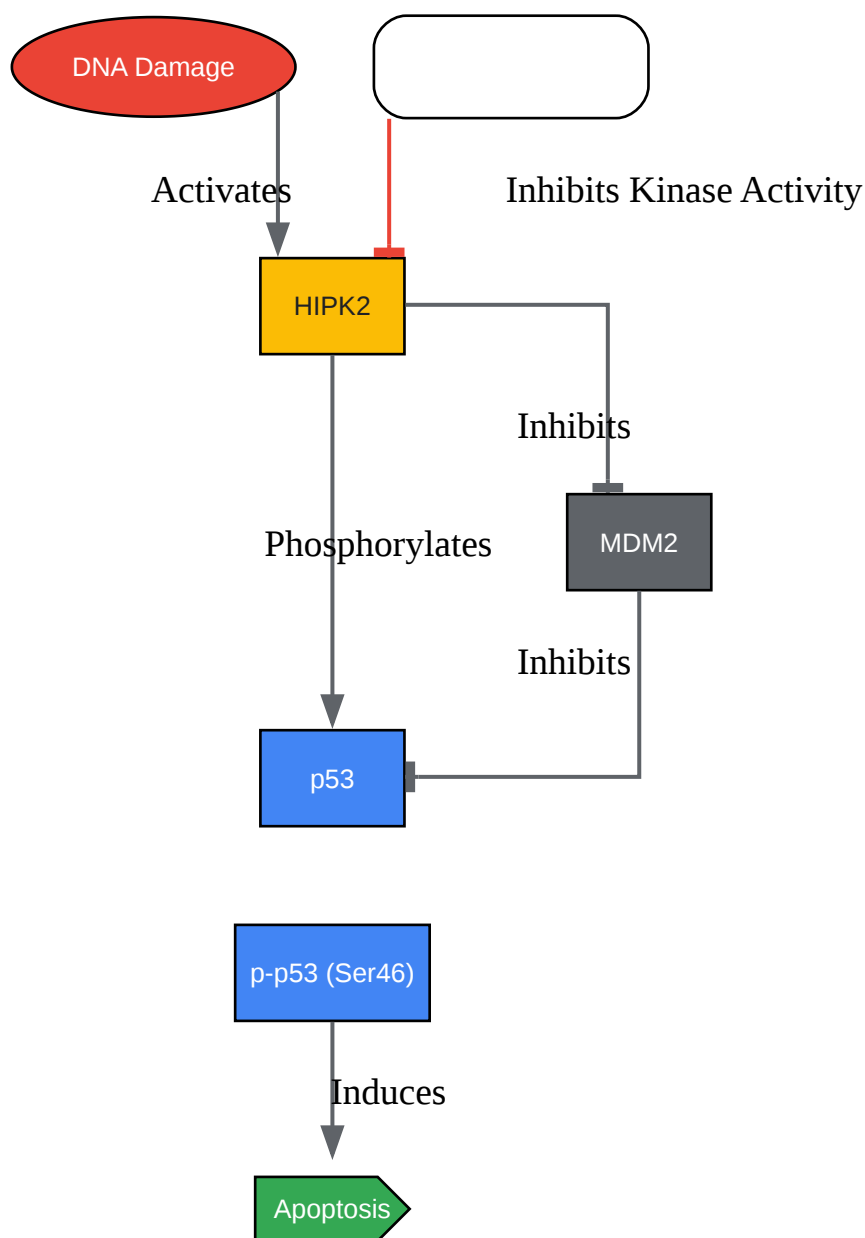 DNA Damage
Activates
Inhibits Kinase Activity
HIPK2
Inhibits
Phosphorylates
MDM2
Inhibits
p53
p-p53 (Ser46)
Induces
Apoptosis